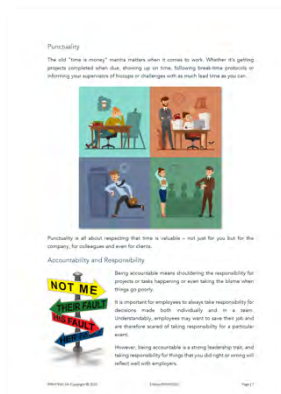 Punctuality
The old "time is money" mantra matters when it comes to work. Whether it's getting
projects completed when due, showing up on time, following break-time protocols or
informing your supervisors of hiccups or challenges with as much lead time as you can.
Punctuality is all about respecting that time is valuable – not just for you but for the
company, for colleagues and even for clients.
Accountability and Responsibility
NOT ME
THEIR FAULT
HIS FAULT
HER
Being accountable means shouldering the responsibility for
projects or tasks happening or even taking the blame when
things go poorly.
It is important for employees to always take responsibility for
decisions made both individually and in a team.
Understandably, employees may want to save their job and
are therefore scared of taking responsibility for a particular
event.
However, being accountable is a strong leadership trait, and
taking responsibility for things that you did right or wrong will
reflect well with employers.
Copyright
Page | 7